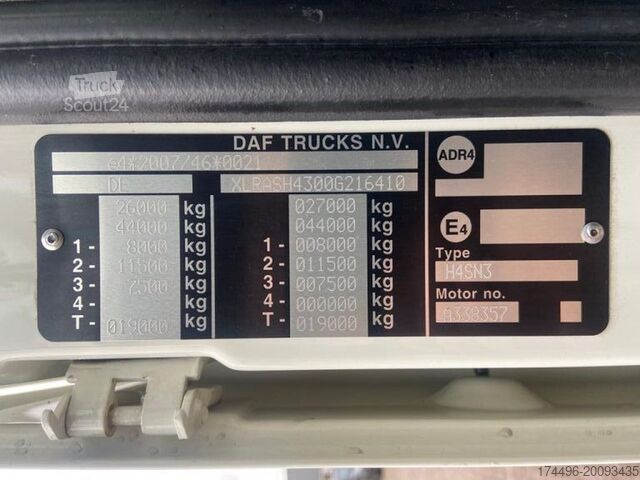 Truck
Scout24
DAF TRUCKS N.V.
e4*2007/46*0021
DE XLRASH4300G216410
26000 kg 027000 kg
44000 kg 044000 kg
1- 8000 kg 1- 008000 kg
2- 11500 kg 2- 011500 kg
3- 7500 kg 3- 007500 kg
4- kg 4- 000000 kg
T- 019000 kg T- 019000 kg
ADR4
E4
Type
H4SN3
Motor no.
A338357
174496-20093435